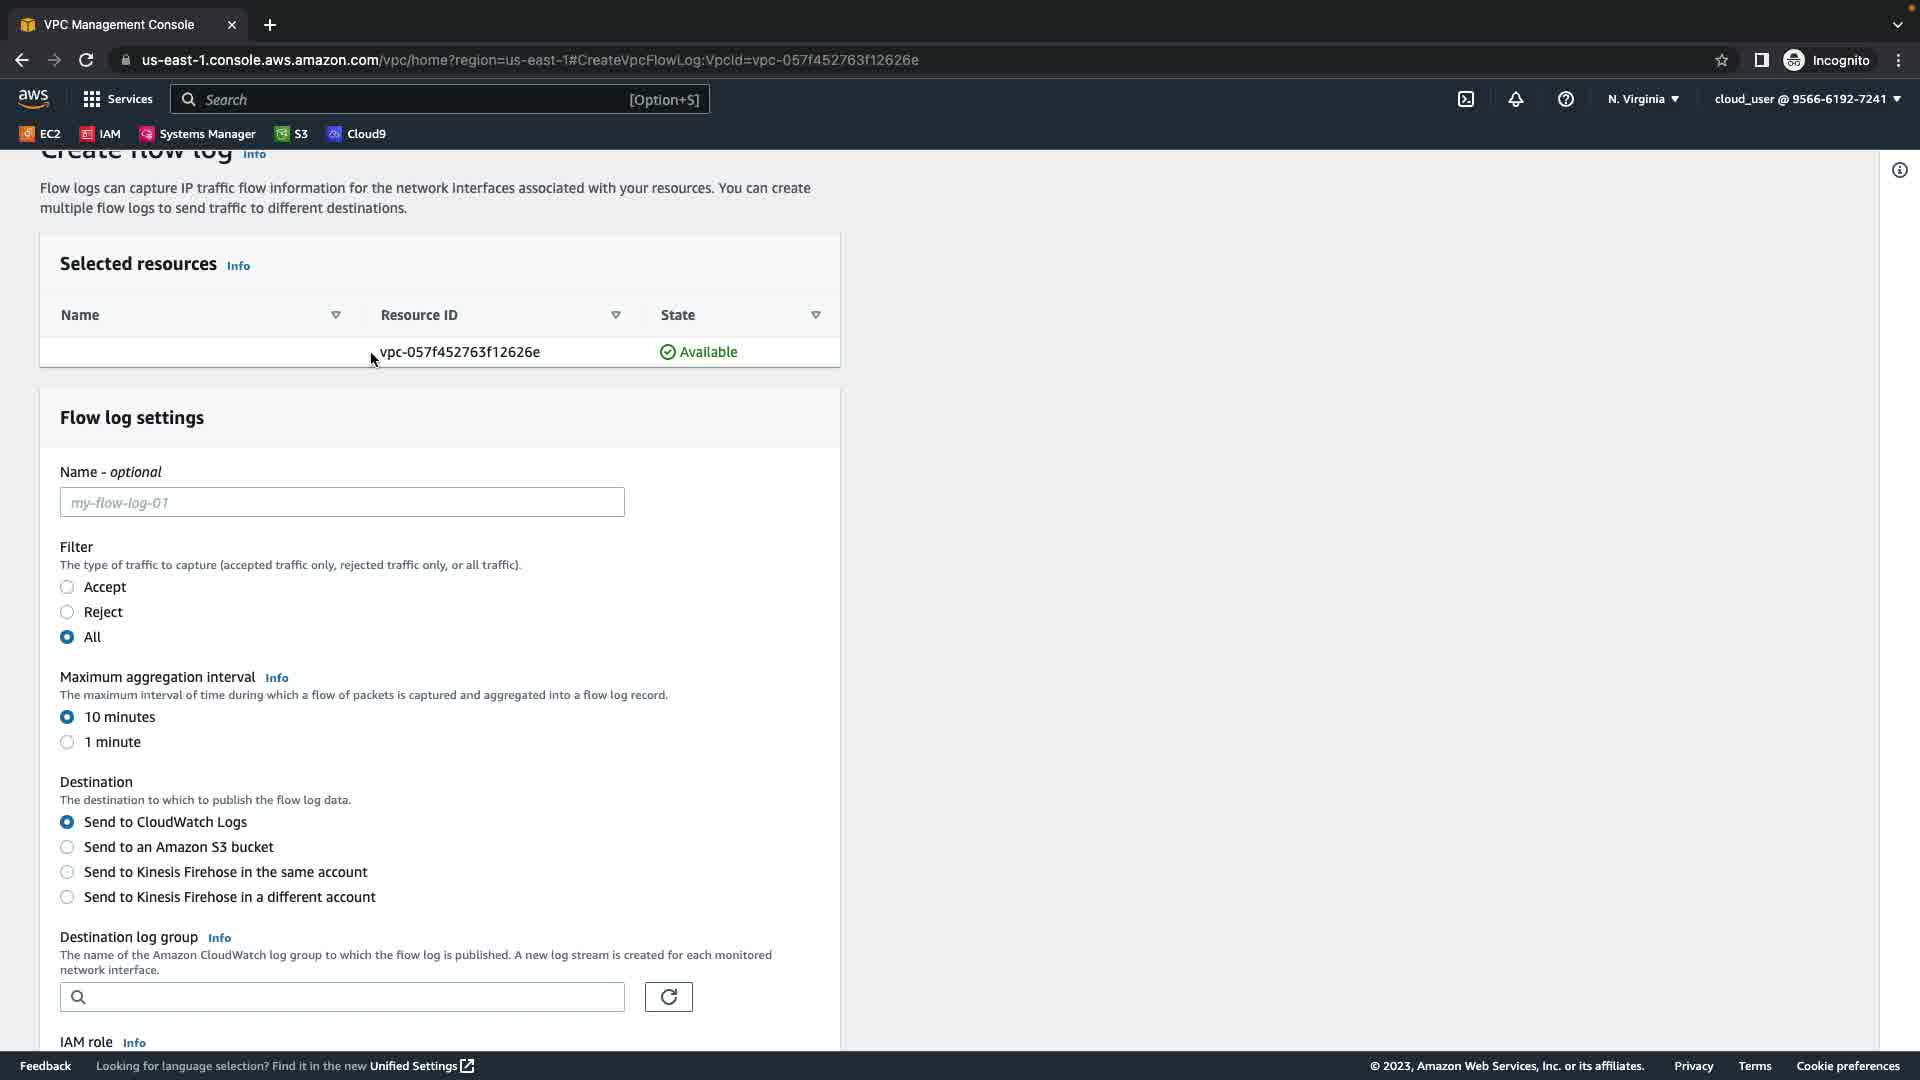 VPC Management Console
us-east-1.console.aws.amazon.com/vpc/home?region=us-east-1#CreateVpcFlowLog:VpcId=vpc-057f452763f12626e
Incognito
aws
Services
Search
[Option+S]
N. Virginia
cloud_user @ 9566-6192-7241
EC2
IAM
Systems Manager
S3
Cloud9
Create flow log Info
Flow logs can capture IP traffic flow information for the network interfaces associated with your resources. You can create
multiple flow logs to send traffic to different destinations.
Selected resources Info
Name
Resource ID
State
vpc-057f452763f12626e
Available
Flow log settings
Name - optional
my-flow-log-01
Filter
The type of traffic to capture (accepted traffic only, rejected traffic only, or all traffic).
Accept
Reject
All
Maximum aggregation interval Info
The maximum interval of time during which a flow of packets is captured and aggregated into a flow log record.
10 minutes
1 minute
Destination
The destination to which to publish the flow log data.
Send to CloudWatch Logs
Send to an Amazon S3 bucket
Send to Kinesis Firehose in the same account
Send to Kinesis Firehose in a different account
Destination log group Info
The name of the Amazon CloudWatch log group to which the flow log is published. A new log stream is created for each monitored
network interface.
IAM role Info
Feedback
Looking for language selection? Find it in the new Unified Settings
© 2023, Amazon Web Services, Inc. or its affiliates.
Privacy
Terms
Cookie preferences